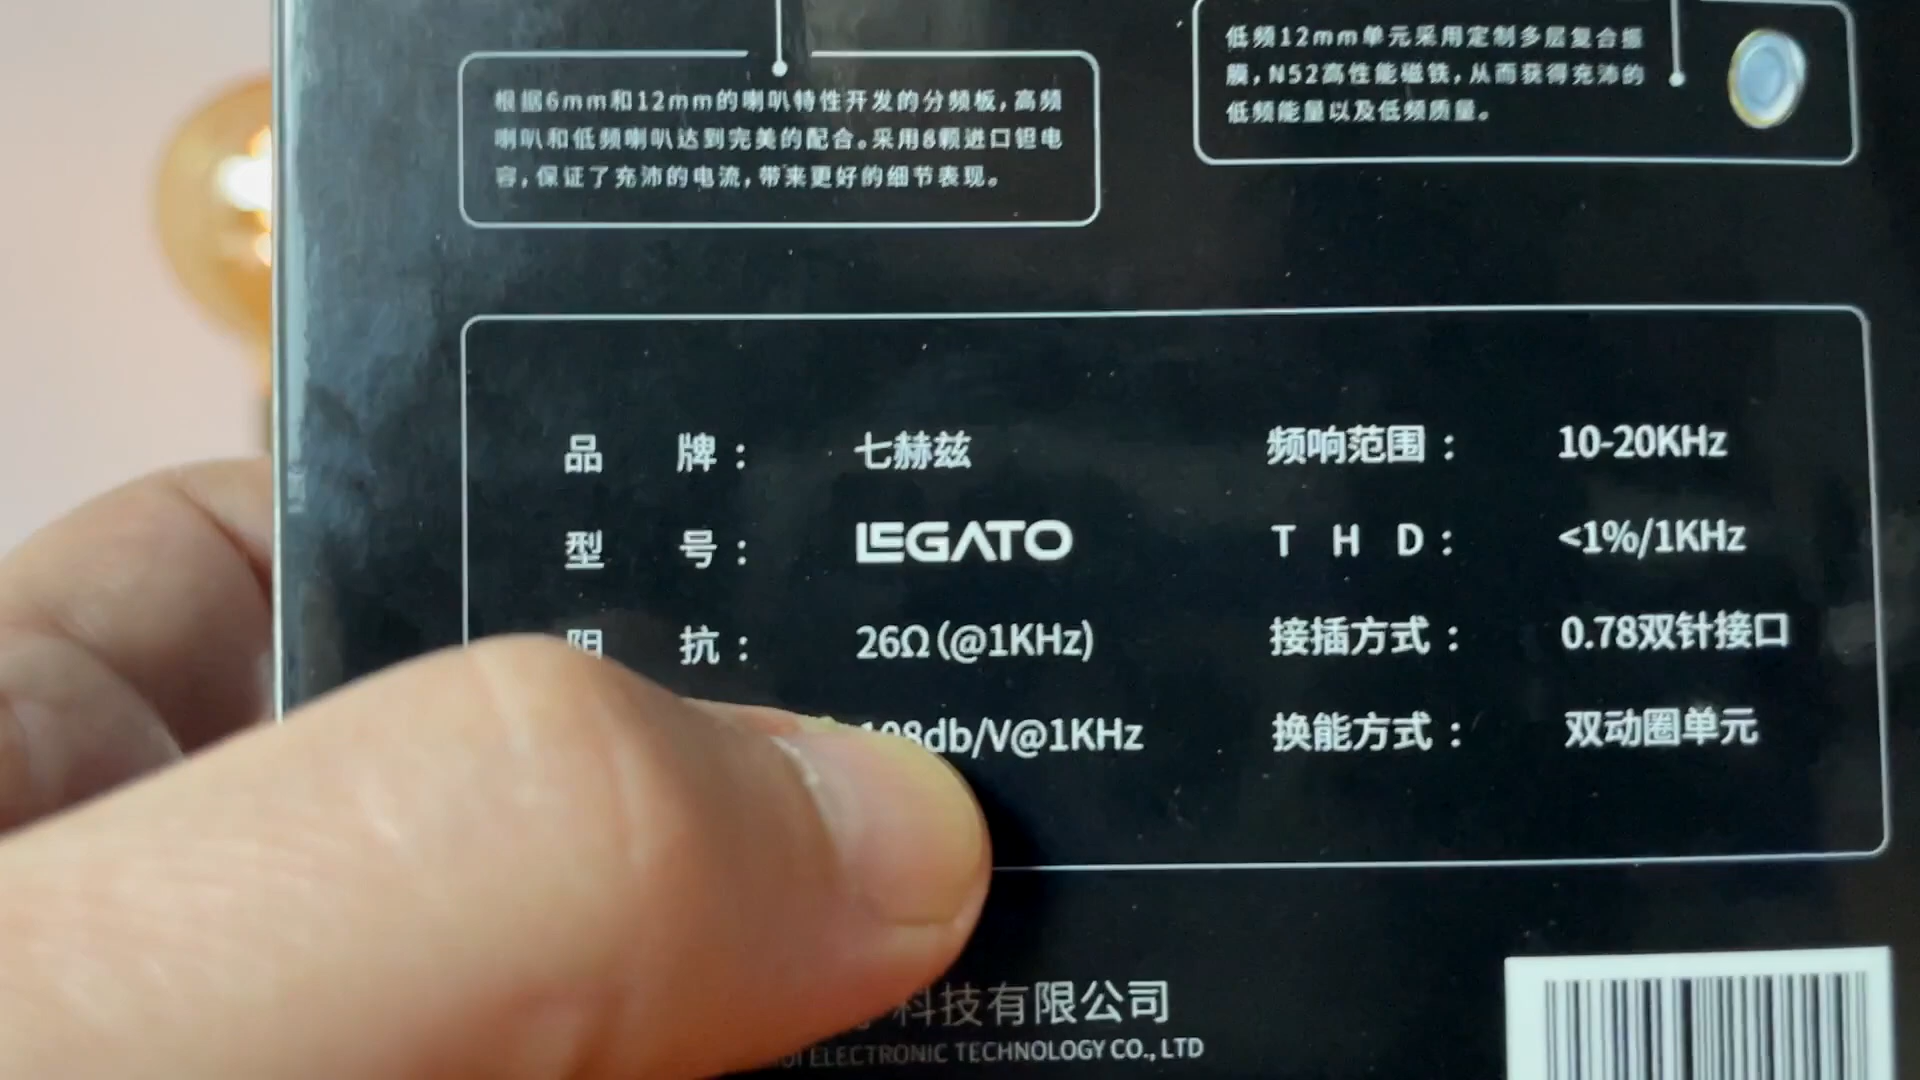 根据6mm和12mm的喇叭特性开发的分频板,高频
喇叭和低频喇叭达到完美的配合。采用8颗进口钽电
容,保证了充沛的电流,带来更好的细节表现。
低频12mm单元采用定制多层复合振
膜,N52高性能磁铁,从而获得充沛的
低频能量以及低频质量。
品 牌: 七赫兹
型 号: LEGATO
阻 抗: 26Ω(@1KHz)
108db/V@1KHz
频响范围: 10-20KHz
T H D: <1%/1KHz
接插方式: 0.78双针接口
换能方式: 双动圈单元
科技有限公司
ELECTRONIC TECHNOLOGY CO., LTD